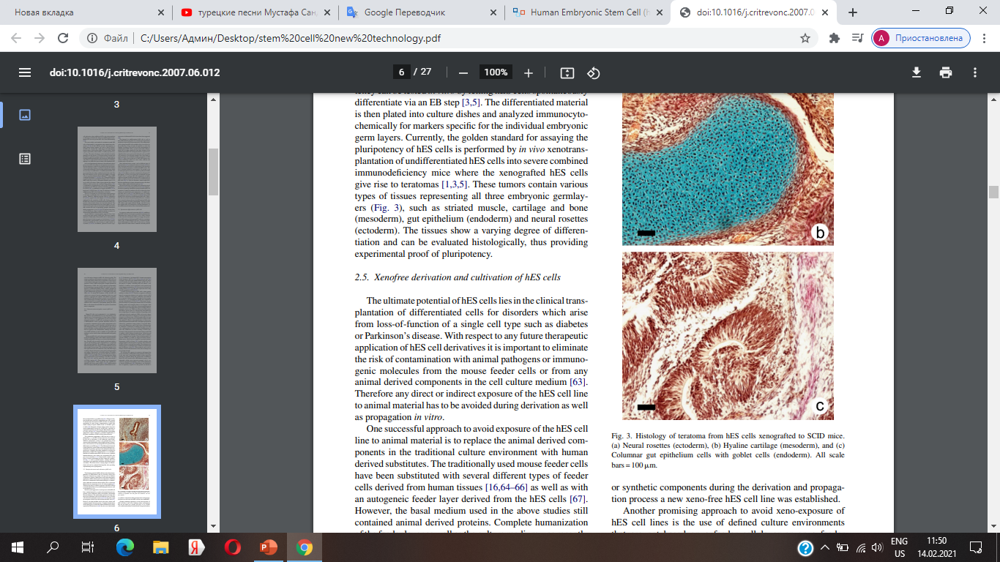 Новая вкладка
турецкие песни Мустафа Сан
Google Переводчик
Human Embryonic Stem Cell (h
doi:10.1016/j.critrevonc.2007.0
Файл
C:/Users/Админ/Desktop/stem%20cell%20new%20technology.pdf
A
Приостановлена
doi:10.1016/j.critrevonc.2007.06.012
6 / 27
100%
3
4
5
6
differentiate via an EB step [3,5]. The differentiated material
is then plated into culture dishes and analyzed immunocyto-
chemically for markers specific for the individual embryonic
germ layers. Currently, the golden standard for assaying the
pluripotency of hES cells is performed by in vivo xenotrans-
plantation of undifferentiated hES cells into severe combined
immunodeficiency mice where the xenografted hES cells
give rise to teratomas [1,3,5]. These tumors contain various
types of tissues representing all three embryonic germlay-
ers (Fig. 3), such as striated muscle, cartilage and bone
(mesoderm), gut epithelium (endoderm) and neural rosettes
(ectoderm). The tissues show a varying degree of differen-
tiation and can be evaluated histologically, thus providing
experimental proof of pluripotency.
2.5. Xenofree derivation and cultivation of hES cells
The ultimate potential of hES cells lies in the clinical trans-
plantation of differentiated cells for disorders which arise
from loss-of-function of a single cell type such as diabetes
or Parkinson's disease. With respect to any future therapeutic
application of hES cell derivatives it is important to eliminate
the risk of contamination with animal pathogens or immuno-
genic molecules from the mouse feeder cells or from any
animal derived components in the cell culture medium [63].
Therefore any direct or indirect exposure of the hES cell line
to animal material has to be avoided during derivation as well
as propagation in vitro.
One successful approach to avoid exposure of the hES cell
line to animal material is to replace the animal derived com-
ponents in the traditional culture environment with human
derived substitutes. The traditionally used mouse feeder cells
have been substituted with several different types of feeder
cells derived from human tissues [16,64–66] as well as with
an autogeneic feeder layer derived from the hES cells [67].
However, the basal medium used in the above studies still
contained animal derived proteins. Complete humanization
b
c
Fig. 3. Histology of teratoma from hES cells xenografted to SCID mice.
(a) Neural rosettes (ectoderm), (b) Hyaline cartilage (mesoderm), and (c)
Columnar gut epithelium cells with goblet cells (endoderm). All scale
bars = 100 μm.
or synthetic components during the derivation and propaga-
tion process a new xeno-free hES cell line was established.
Another promising approach to avoid xeno-exposure of
hES cell lines is the use of defined culture environments
ENG
US
11:50
14.02.2021